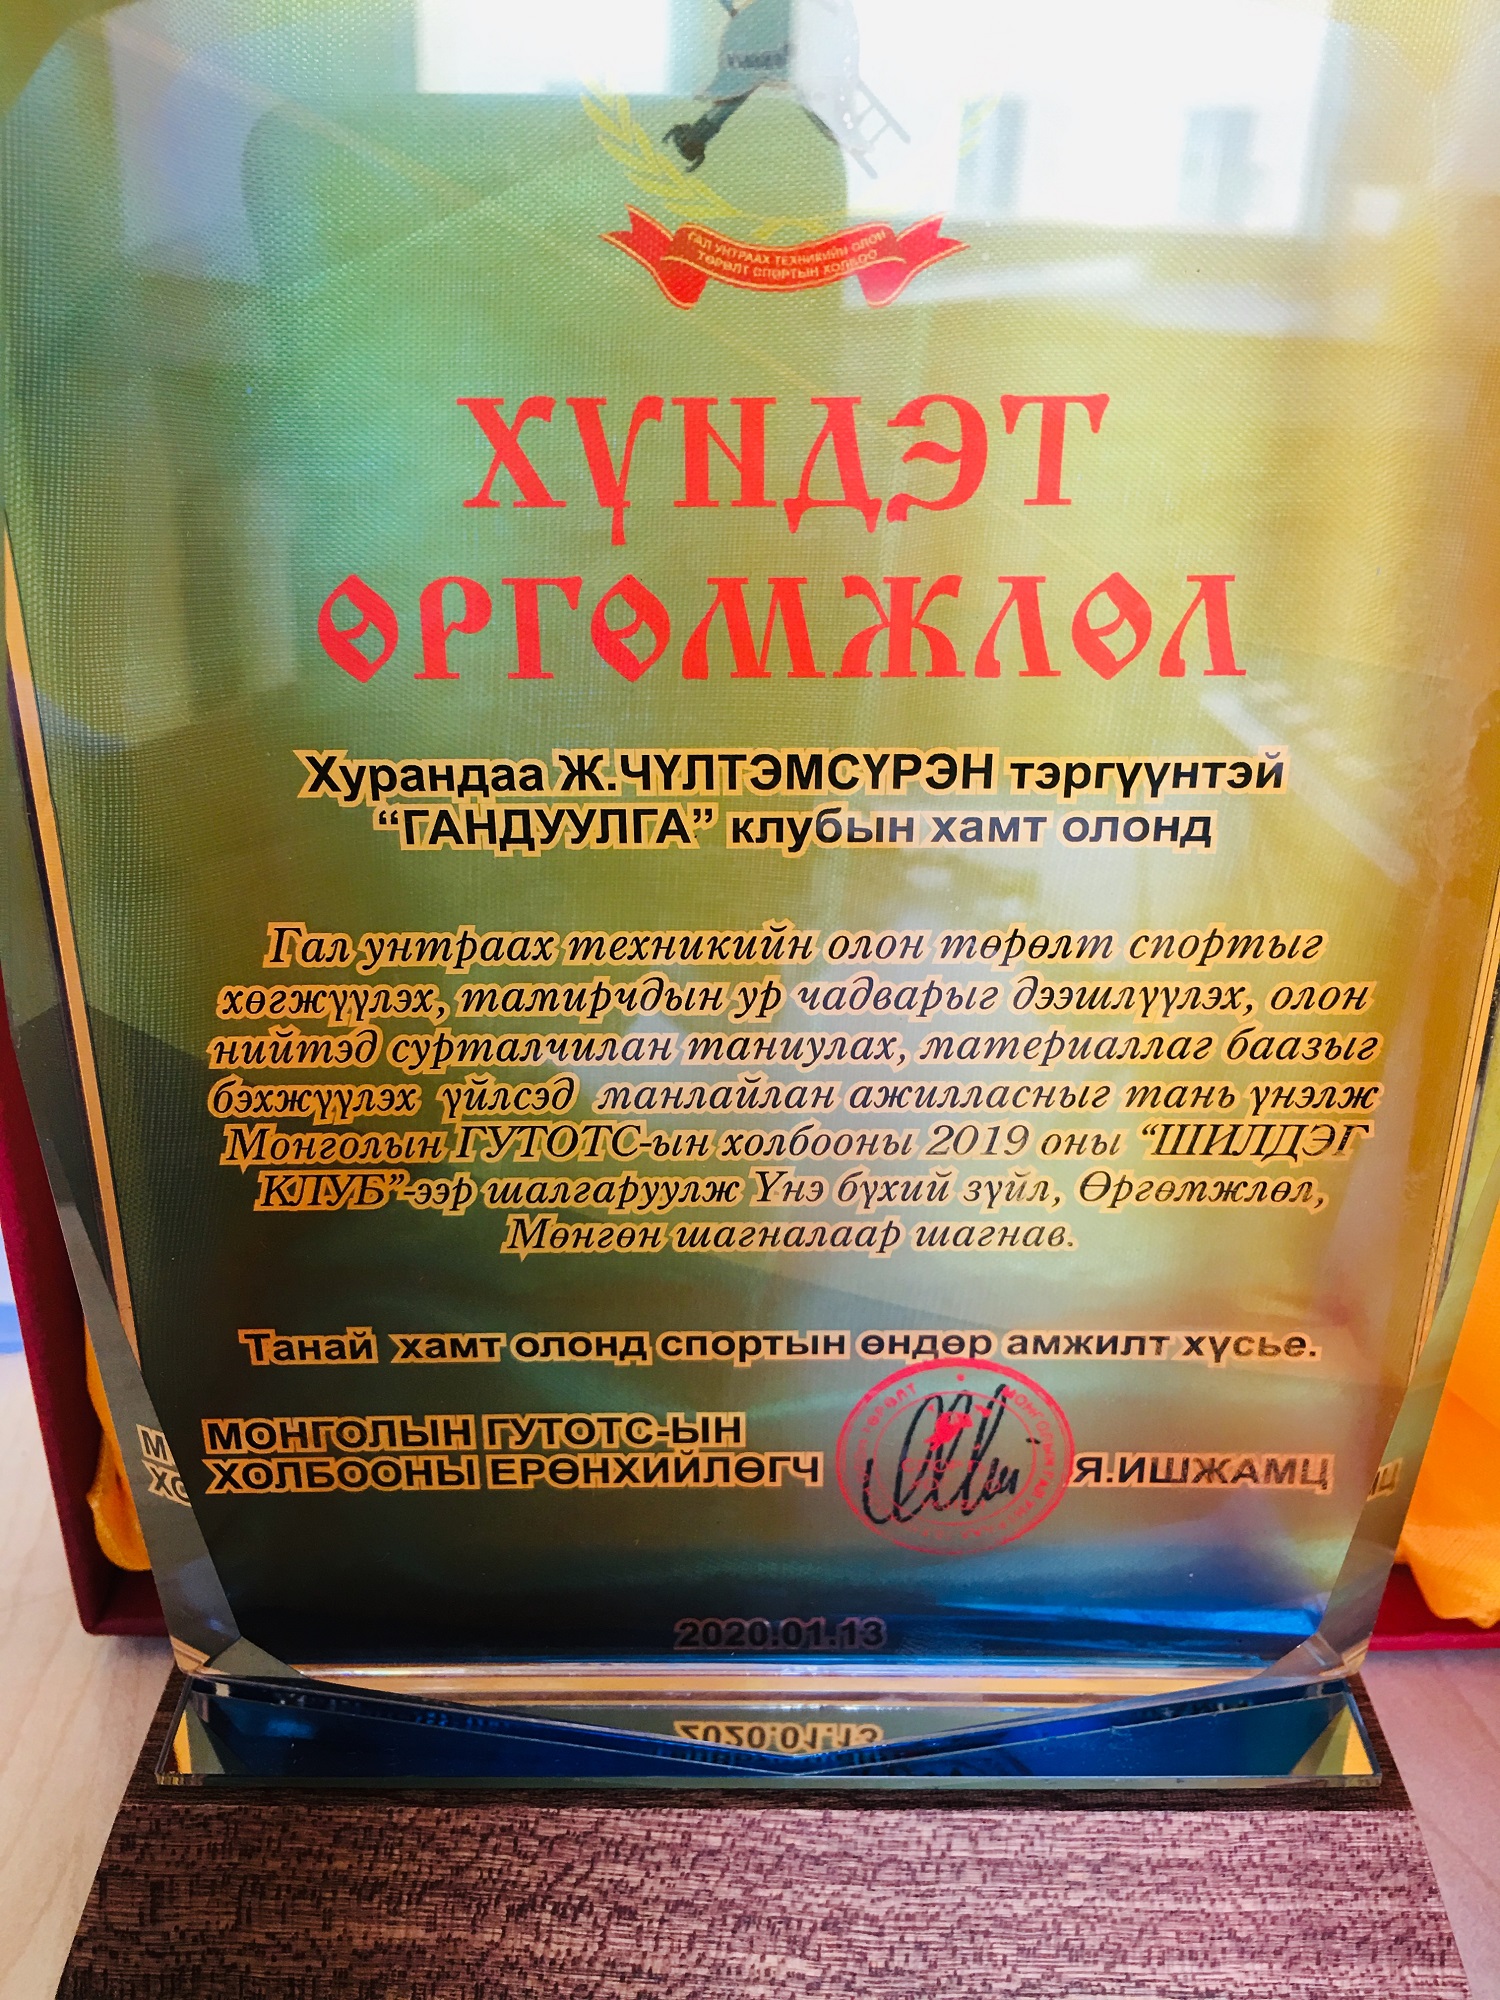 ГАЛ УНТРААХ ТЕХНИКИЙН ОЛОН
ТӨРӨЛТ СПОРТЫН ХОЛБОО
ХҮНДЭТ
ӨРГӨМЖЛӨЛ
Хурандаа Ж.ЧҮЛТЭМСҮРЭН тэргүүнтэй
“ГАНДУУЛГА” клубын хамт олонд
Гал унтраах техникийн олон төрөлт спортыг
хөгжүүлэх, тамирчдын ур чадварыг дээшлүүлэх, олон
нийтэд сурталчилан таниулах, материаллаг баазыг
бэхжүүлэх үйлсэд манлайлан ажилласныг тань үнэлж
Монголын ГУТОТС-ын холбооны 2019 оны “ШИЛДЭГ
КЛУБ”-ээр шалгаруулж Үнэ бүхий зүйл, Өргөмжлөл,
Мөнгөн шагналаар шагнав.
Танай хамт олонд спортын өндөр амжилт хүсье.
МОНГОЛЫН ГУТОТС-ЫН
ХОЛБООНЫ ЕРӨНХИЙЛӨГЧ Я.ИШЖАМЦ
2020.01.13